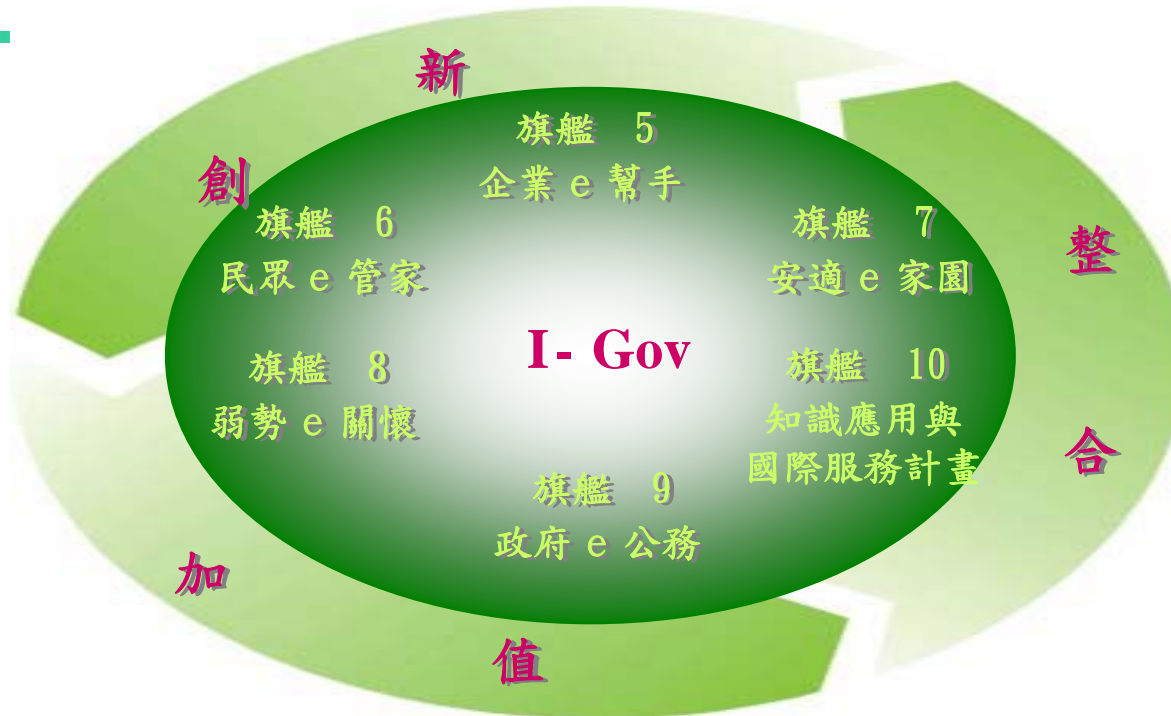 創新
旗艦 5
企業 e 幫手
旗艦 6
民眾 e 管家
旗艦 7
安適 e 家園
I- Gov
旗艦 8
弱勢 e 關懷
旗艦 10
知識應用與
國際服務計畫
旗艦 9
政府 e 公務
整合
加值